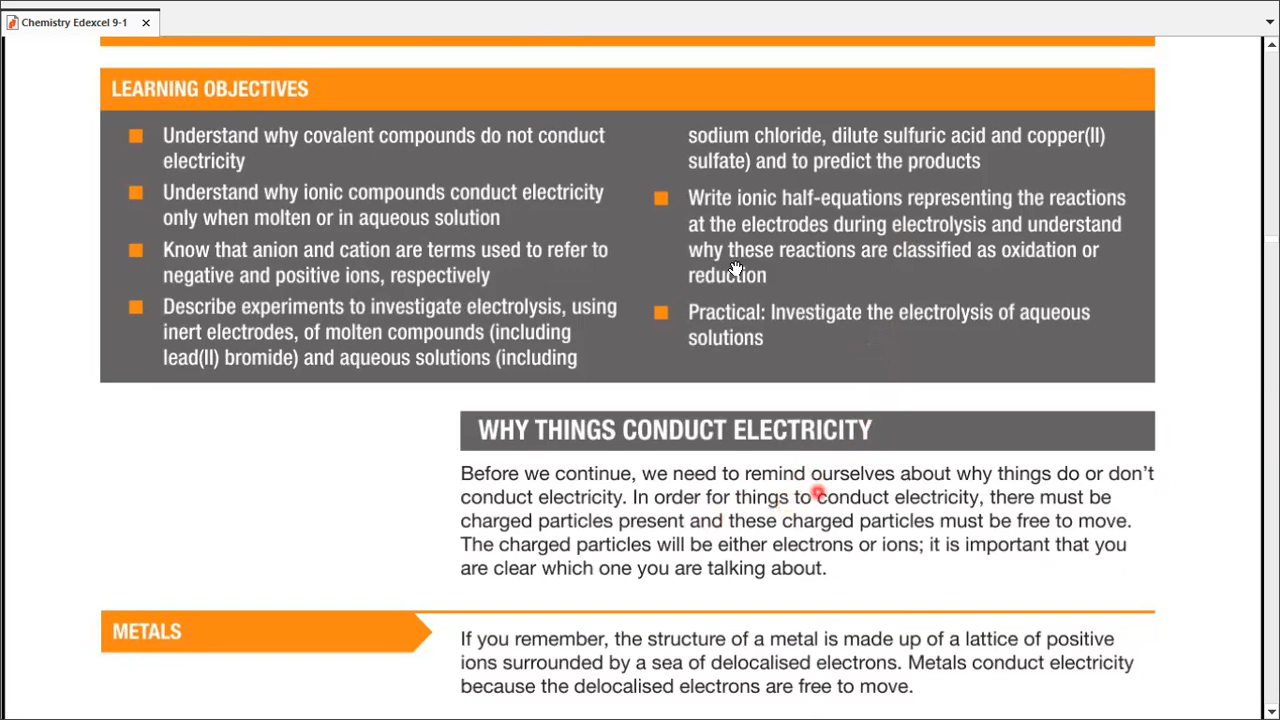 Chemistry Edexcel 9-1
LEARNING OBJECTIVES
Understand why covalent compounds do not conduct
electricity
Understand why ionic compounds conduct electricity
only when molten or in aqueous solution
Know that anion and cation are terms used to refer to
negative and positive ions, respectively
Describe experiments to investigate electrolysis, using
inert electrodes, of molten compounds (including
lead(II) bromide) and aqueous solutions (including
sodium chloride, dilute sulfuric acid and copper(II)
sulfate) and to predict the products
Write ionic half-equations representing the reactions
at the electrodes during electrolysis and understand
why these reactions are classified as oxidation or
reduction
Practical: Investigate the electrolysis of aqueous
solutions
WHY THINGS CONDUCT ELECTRICITY
Before we continue, we need to remind ourselves about why things do or don't
conduct electricity. In order for things to conduct electricity, there must be
charged particles present and these charged particles must be free to move.
The charged particles will be either electrons or ions; it is important that you
are clear which one you are talking about.
METALS
If you remember, the structure of a metal is made up of a lattice of positive
ions surrounded by a sea of delocalised electrons. Metals conduct electricity
because the delocalised electrons are free to move.